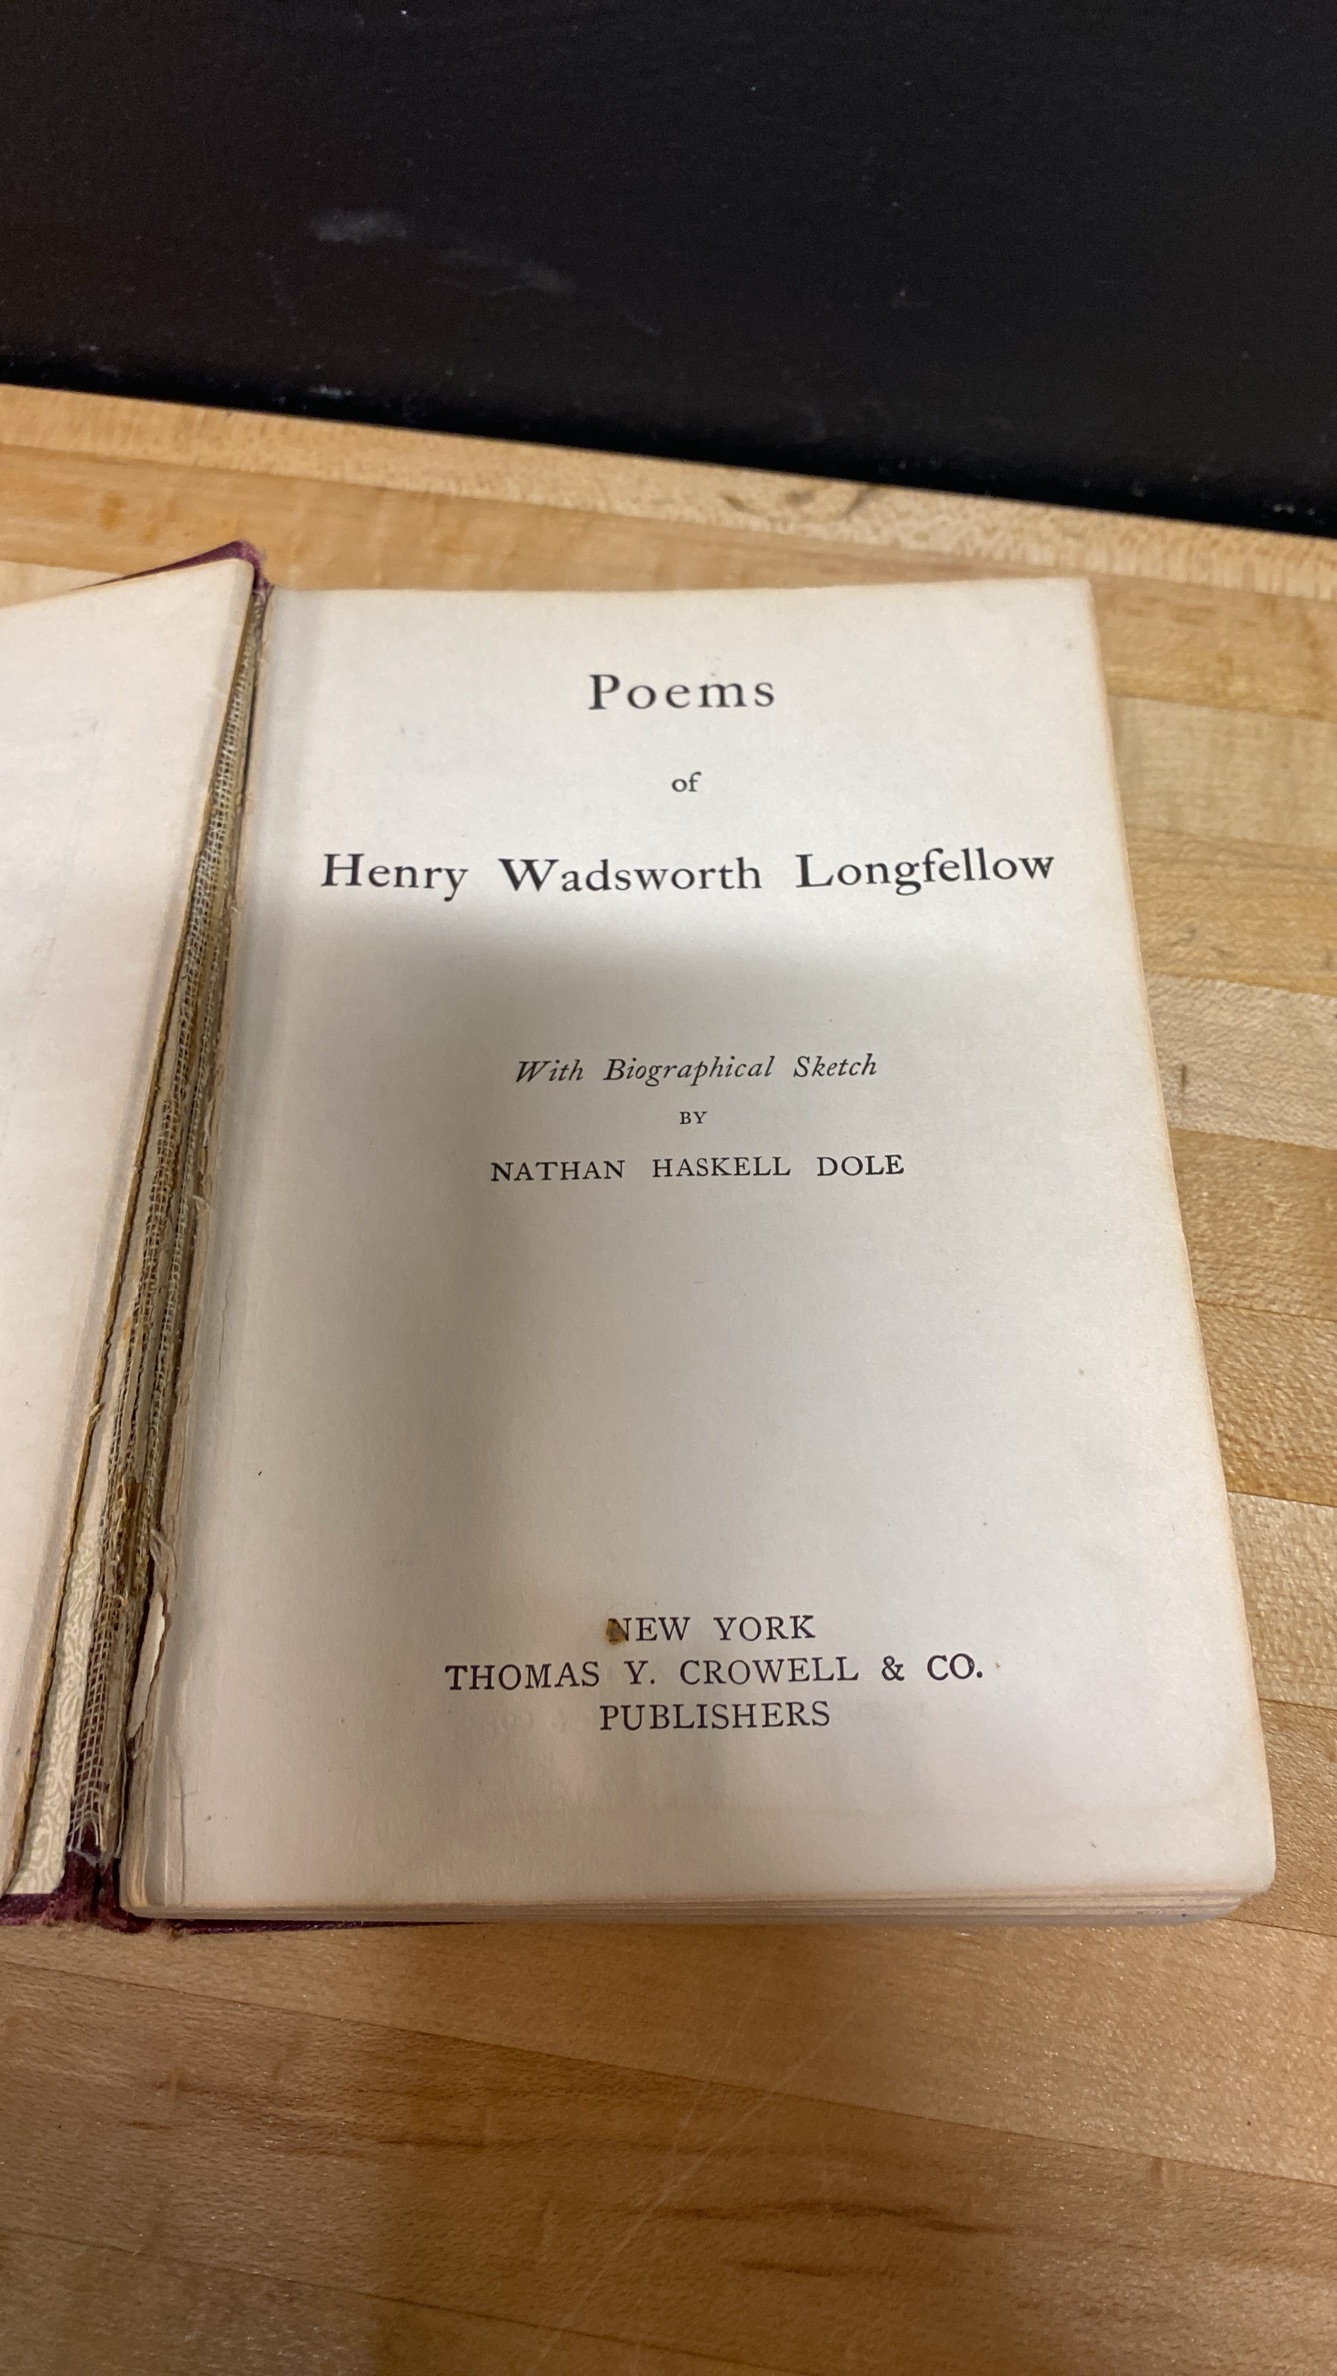 Poems
of
Henry Wadsworth Longfellow
With Biographical Sketch
BY
NATHAN HASKELL DOLE
NEW YORK
THOMAS Y. CROWELL & CO.
PUBLISHERS